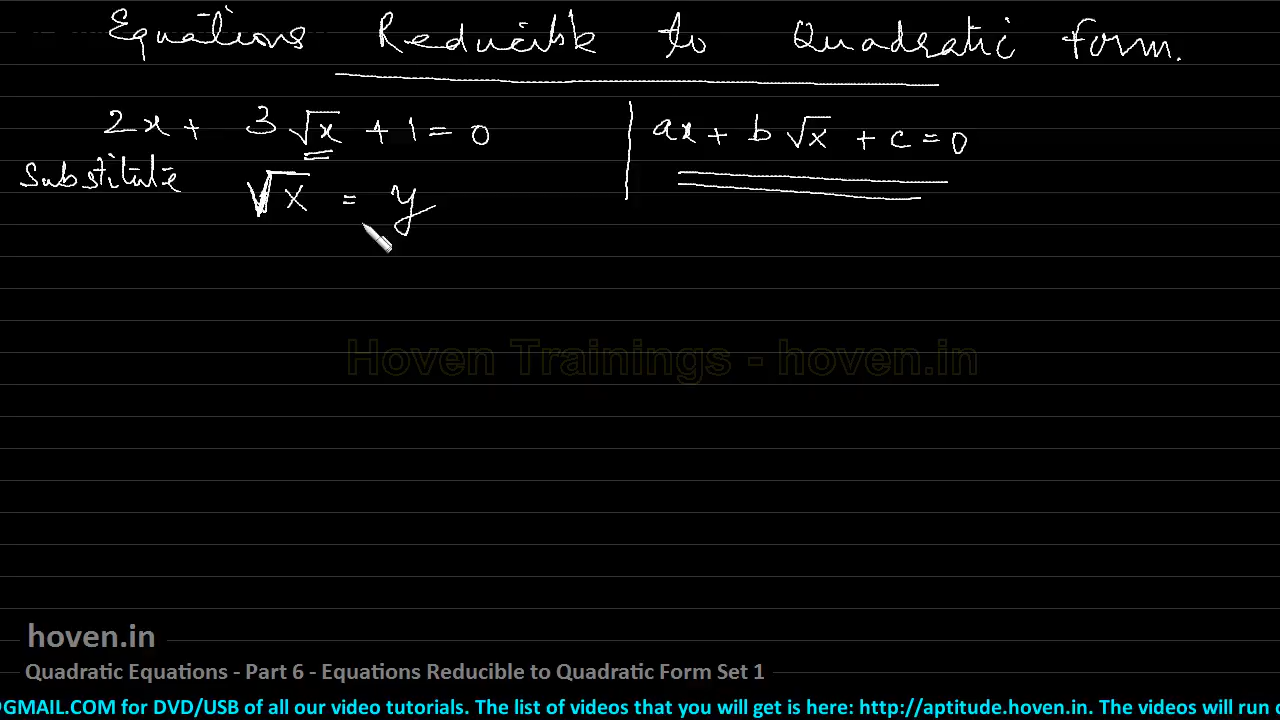 Equations Reducible to Quadratic form.
2x + 3√x + 1 = 0
ax + b√x + c = 0
Substitute √x = y
Hoven Trainings - hoven.in
hoven.in
Quadratic Equations - Part 6 - Equations Reducible to Quadratic Form Set 1
@GMAIL.COM for DVD/USB of all our video tutorials. The list of videos that you will get is here: http://aptitude.hoven.in. The videos will run